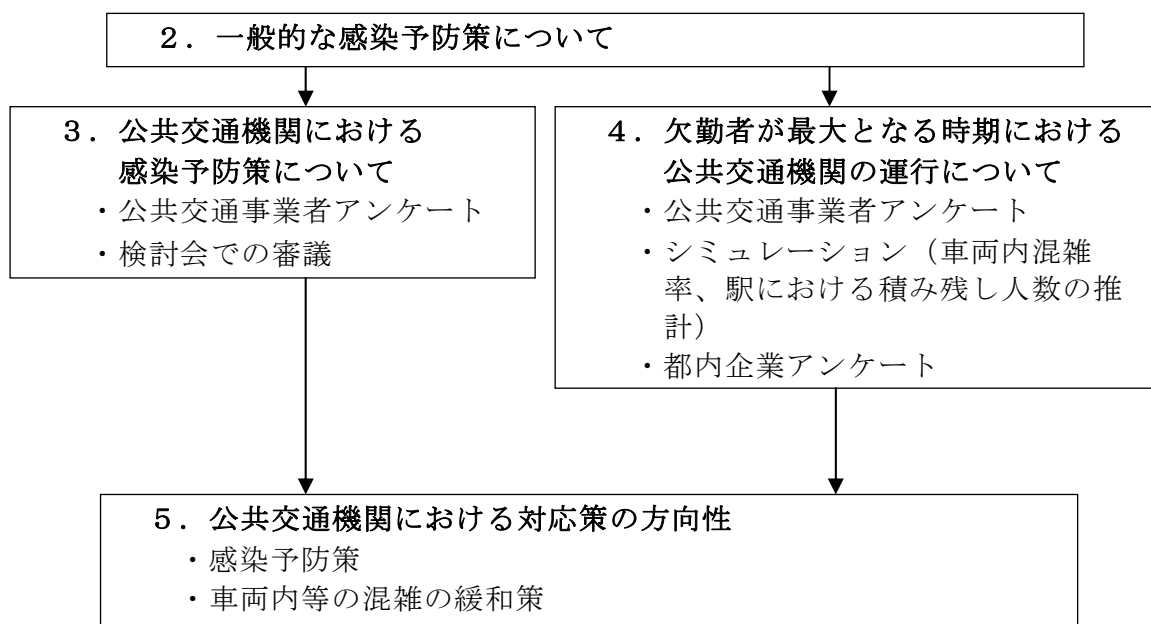 ２．一般的な感染予防策について
３．公共交通機関における
感染予防策について
・公共交通事業者アンケート
・検討会での審議
４．欠勤者が最大となる時期における
公共交通機関の運行について
・公共交通事業者アンケート
・シミュレーション（車両内混雑
率、駅における積み残し人数の推
計）
・都内企業アンケート
５．公共交通機関における対応策の方向性
・感染予防策
・車両内等の混雑の緩和策